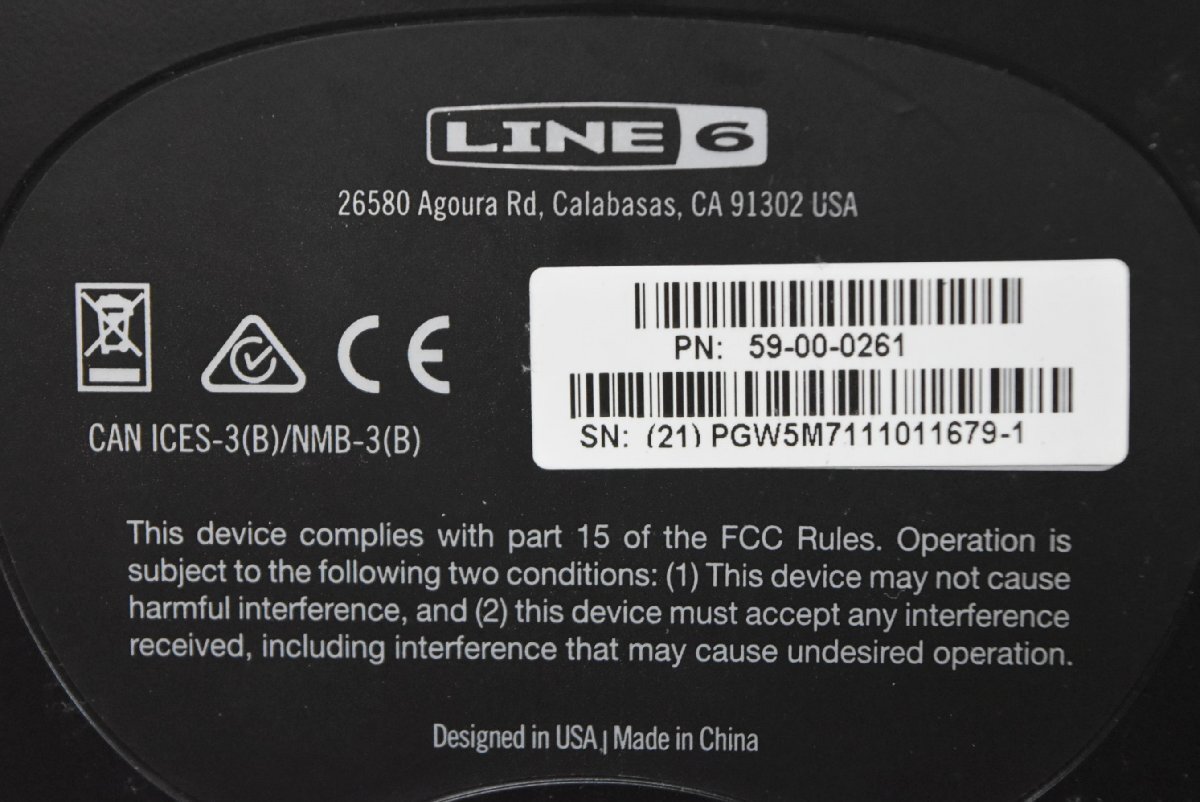 LINE 6
26580 Agoura Rd, Calabasas, CA 91302 USA
PN: 59-00-0261
SN: (21) PGW5M7111011679-1
CE
CAN ICES-3(B)/NMB-3(B)
This device complies with part 15 of the FCC Rules. Operation is
subject to the following two conditions: (1) This device may not cause
harmful interference, and (2) this device must accept any interference
received, including interference that may cause undesired operation.
Designed in USA | Made in China